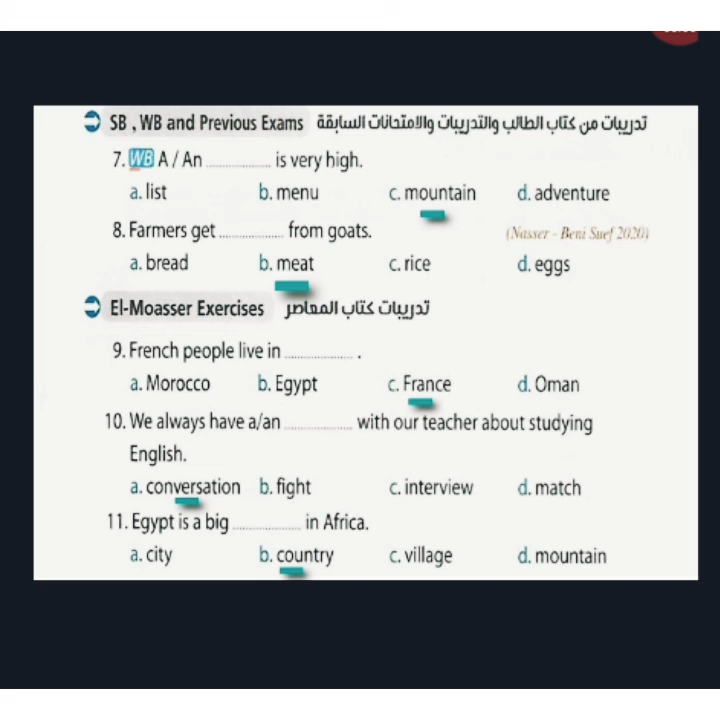 SB , WB and Previous Exams تدريبات من كتاب الطالب والتدريبات والامتحانات السابقة
7. WB A / An .................. is very high.
a. list b. menu c. mountain d. adventure
8. Farmers get .................. from goats. (Nasser - Beni Suef 2020)
a. bread b. meat c. rice d. eggs
El-Moasser Exercises تدريبات كتاب المعاصر
9. French people live in .................. .
a. Morocco b. Egypt c. France d. Oman
10. We always have a/an .................. with our teacher about studying
English.
a. conversation b. fight c. interview d. match
11. Egypt is a big .................. in Africa.
a. city b. country c. village d. mountain